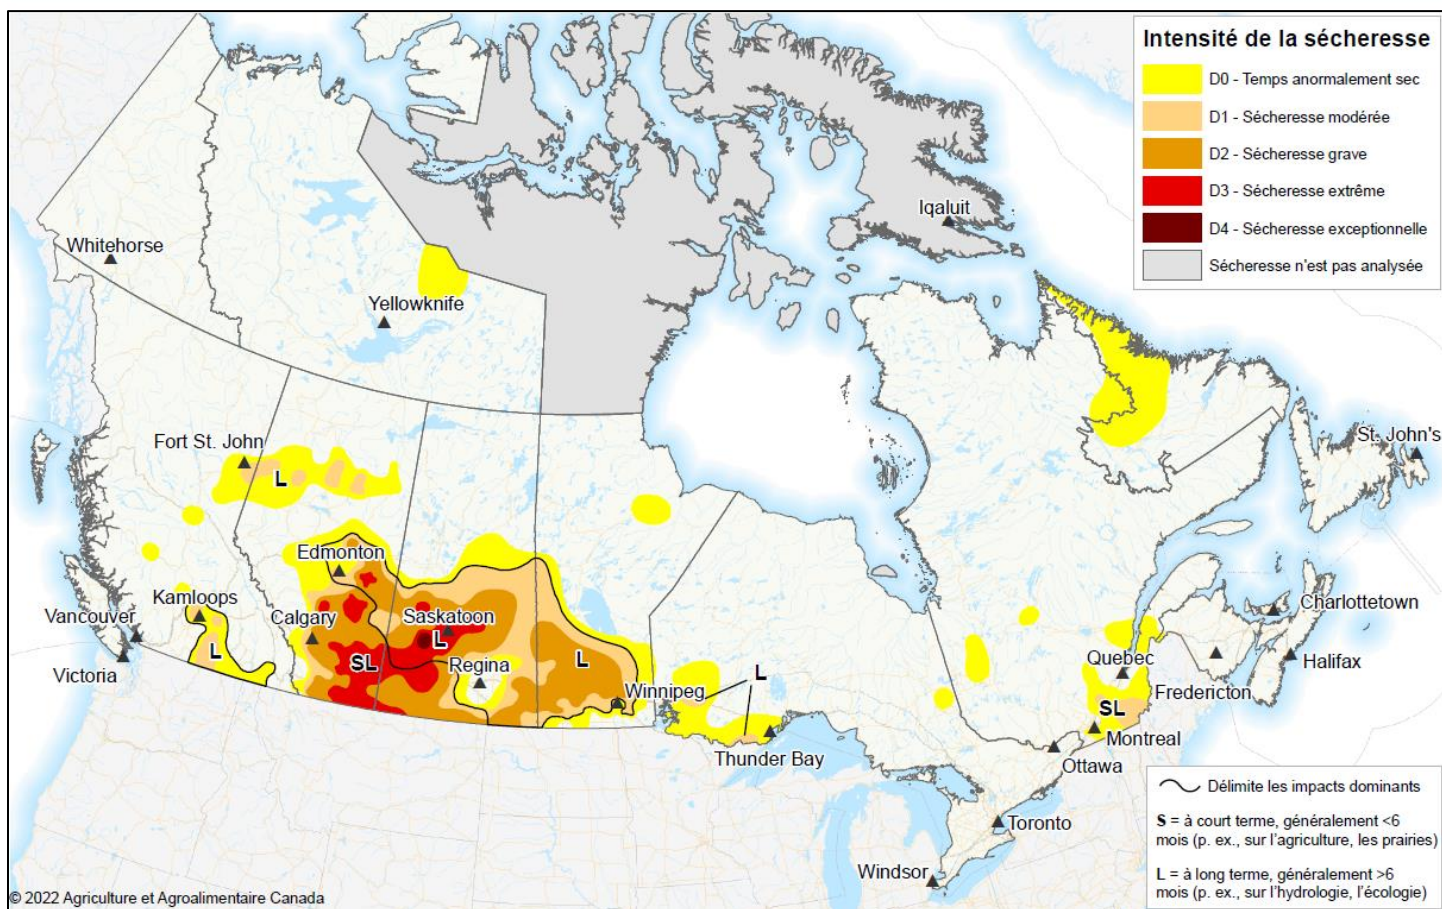 Intensité de la sécheresse
D0 - Temps anormalement sec
D1 - Sécheresse modérée
D2 - Sécheresse grave
D3 - Sécheresse extrême
D4 - Sécheresse exceptionnelle
Sécheresse n'est pas analysée
Iqaluit
Whitehorse
Yellowknife
Fort St. John
L
St. John's
Edmonton
Kamloops
Vancouver
Calgary
Saskatoon
L
Charlottetown
L
Victoria
SL
Regina
L
Winnipeg
L
Quebec
Halifax
Fredericton
SL
Montreal
Thunder Bay
Ottawa
Toronto
Windsor
Délimite les impacts dominants
S = à court terme, généralement <6
mois (p. ex., sur l'agriculture, les prairies)
L = à long terme, généralement >6
mois (p. ex., sur l'hydrologie, l'écologie)
© 2022 Agriculture et Agroalimentaire Canada